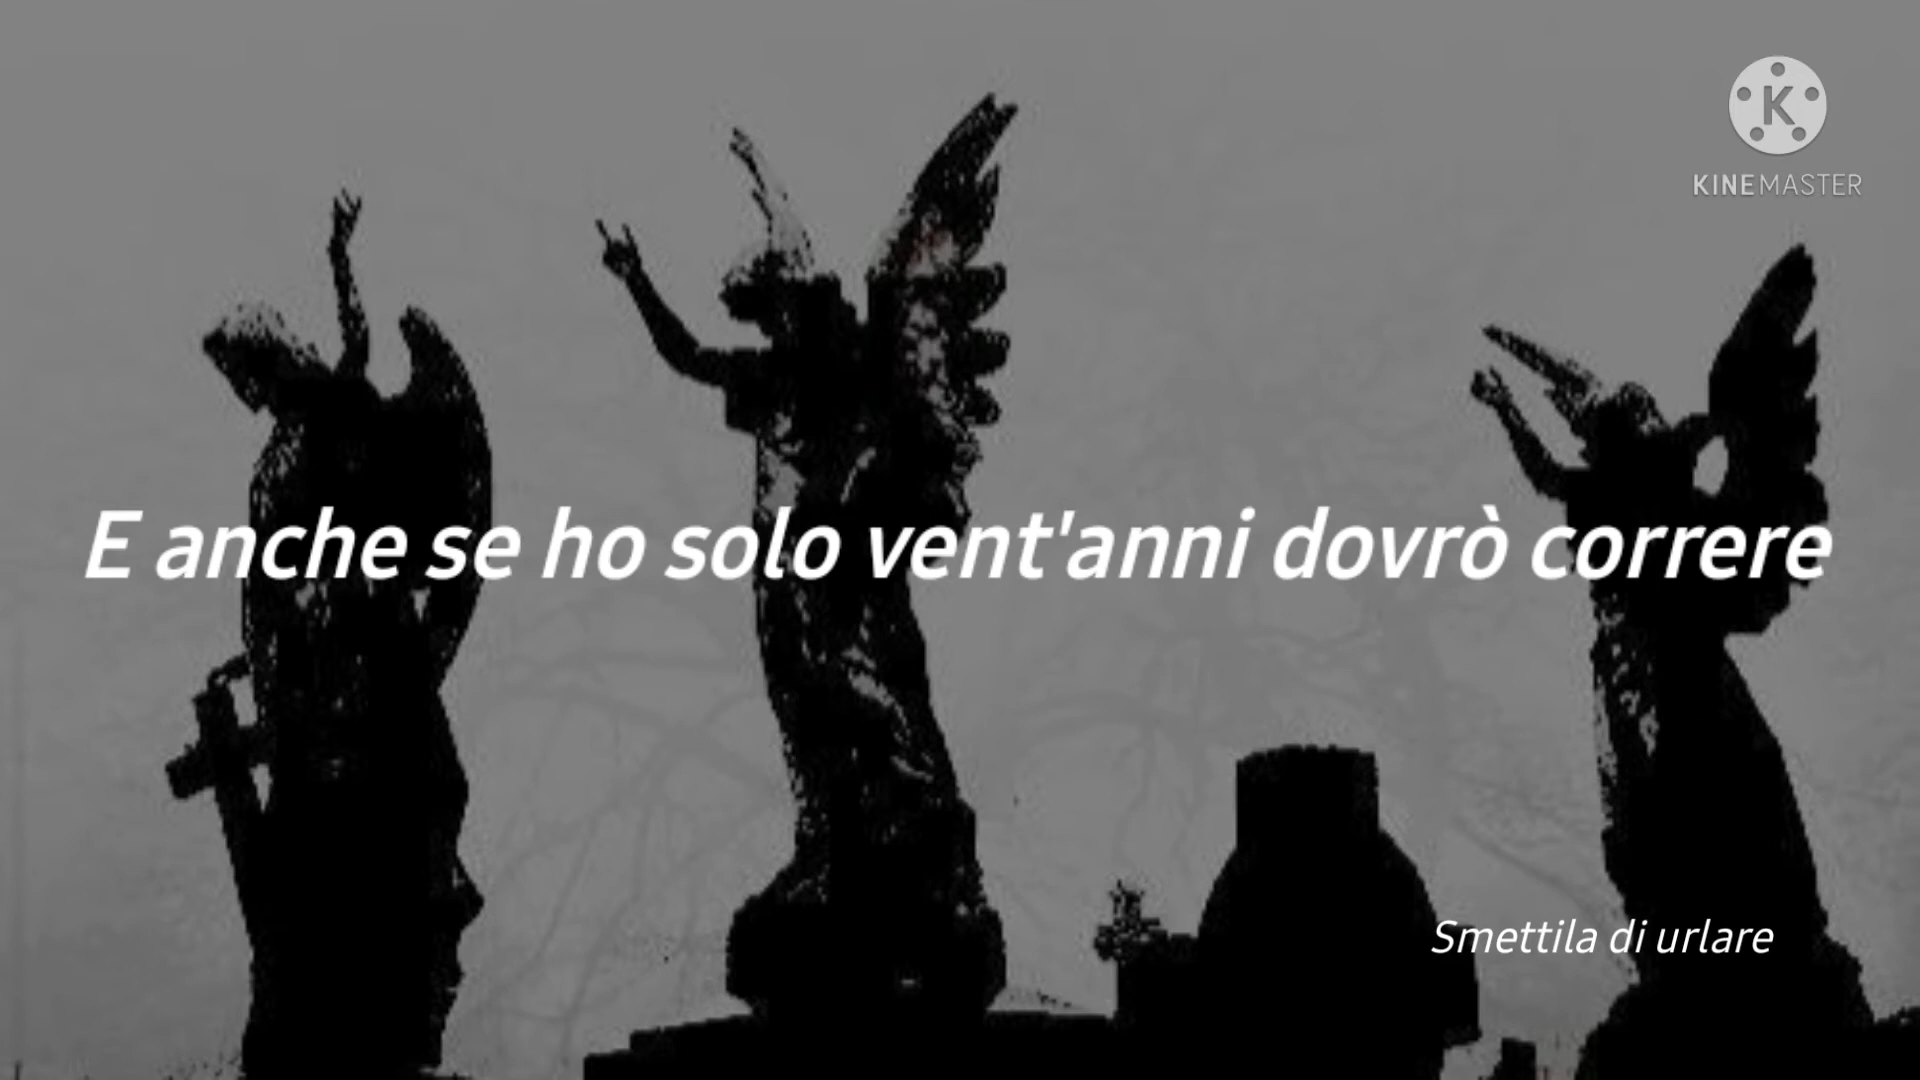 K
KINEMASTER
E anche se ho solo vent'anni dovrò correre
Smettila di urlare